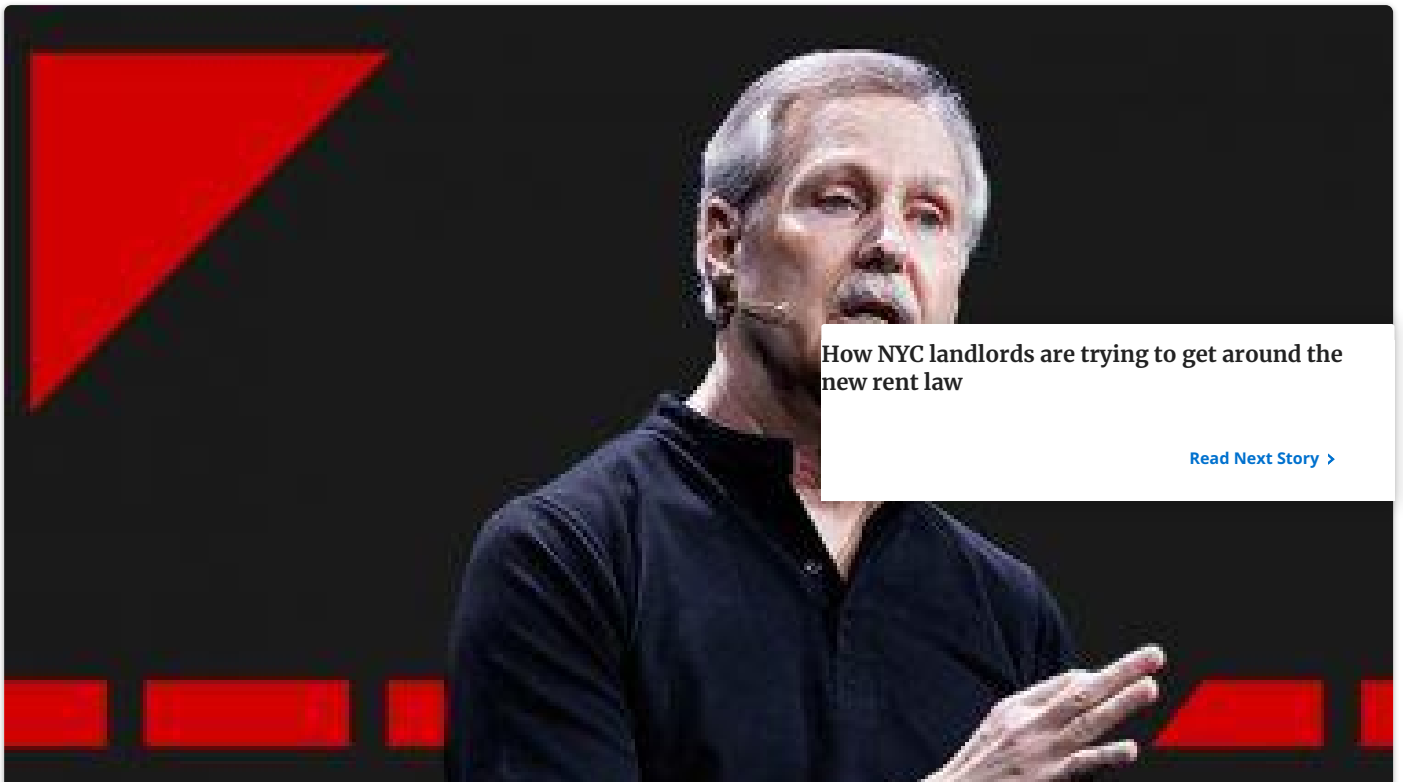 How NYC landlords are trying to get around the
new rent law
Read Next Story